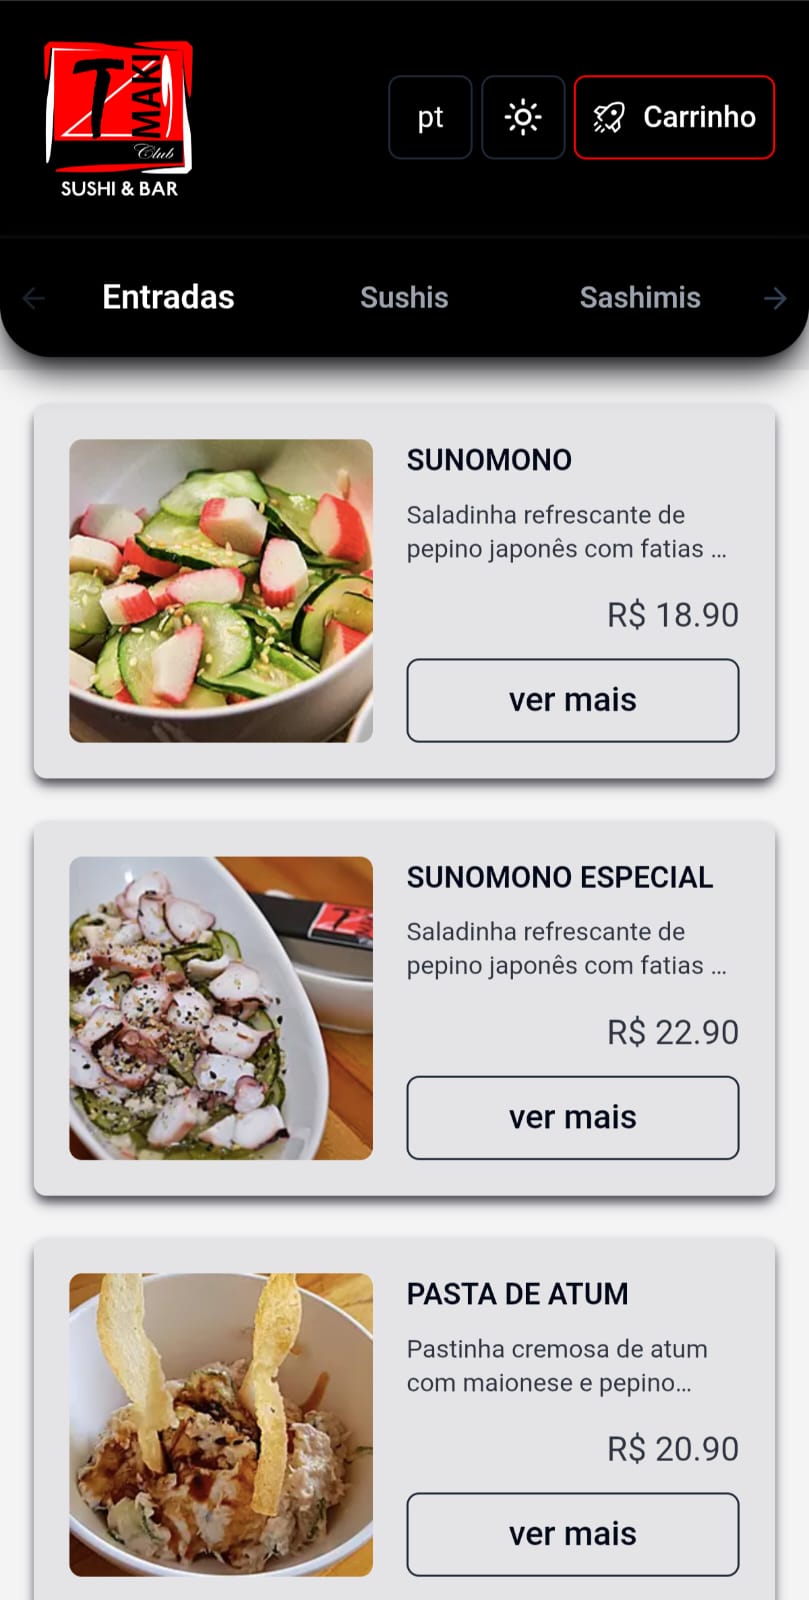 T
MAKI
Club
SUSHI & BAR
pt
Carrinho
Entradas
Sushis
Sashimis
SUNOMONO
Saladinha refrescante de
pepino japonês com fatias ...
R$ 18.90
ver mais
SUNOMONO ESPECIAL
Saladinha refrescante de
pepino japonês com fatias ...
R$ 22.90
ver mais
PASTA DE ATUM
Pastinha cremosa de atum
com maionese e pepino...
R$ 20.90
ver mais